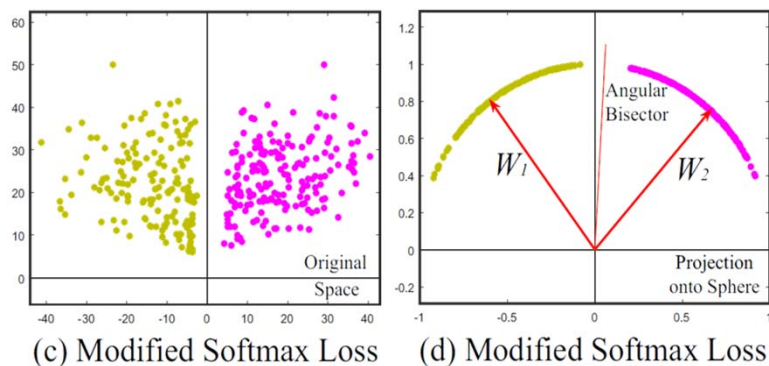 60
50
40
30
20
10
0
-40 -30 -20 -10 0 10 20 30 40
Original
Space
(c) Modified Softmax Loss
1.2
1
0.8
0.6
0.4
0.2
0
-0.2
-1 -0.5 0 0.5 1
Angular
Bisector
W1 W2
Projection
onto Sphere
(d) Modified Softmax Loss